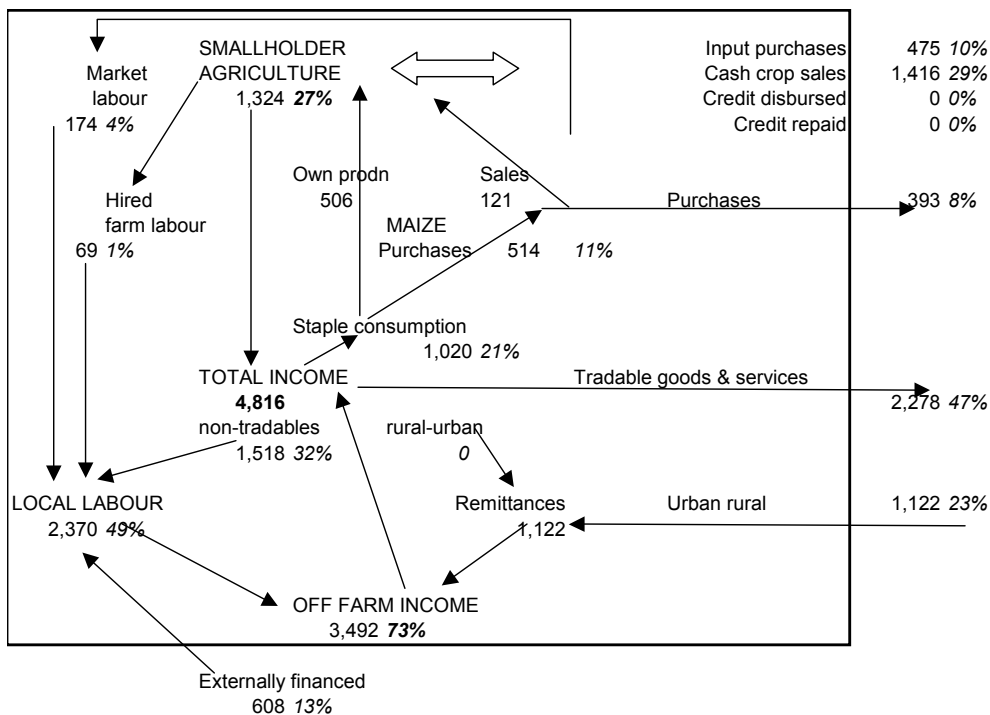 SMALLHOLDER
AGRICULTURE
1,324 27%
Market
labour
174 4%
Input purchases 475 10%
Cash crop sales 1,416 29%
Credit disbursed 0 0%
Credit repaid 0 0%
Hired
farm labour
69 1%
Own prodn
506
Sales
121
Purchases 393 8%
MAIZE
Purchases 514 11%
Staple consumption
1,020 21%
TOTAL INCOME
4,816
Tradable goods & services
2,278 47%
non-tradables
1,518 32%
rural-urban
0
LOCAL LABOUR
2,370 49%
Remittances
1,122
Urban rural 1,122 23%
OFF FARM INCOME
3,492 73%
Externally financed
608 13%